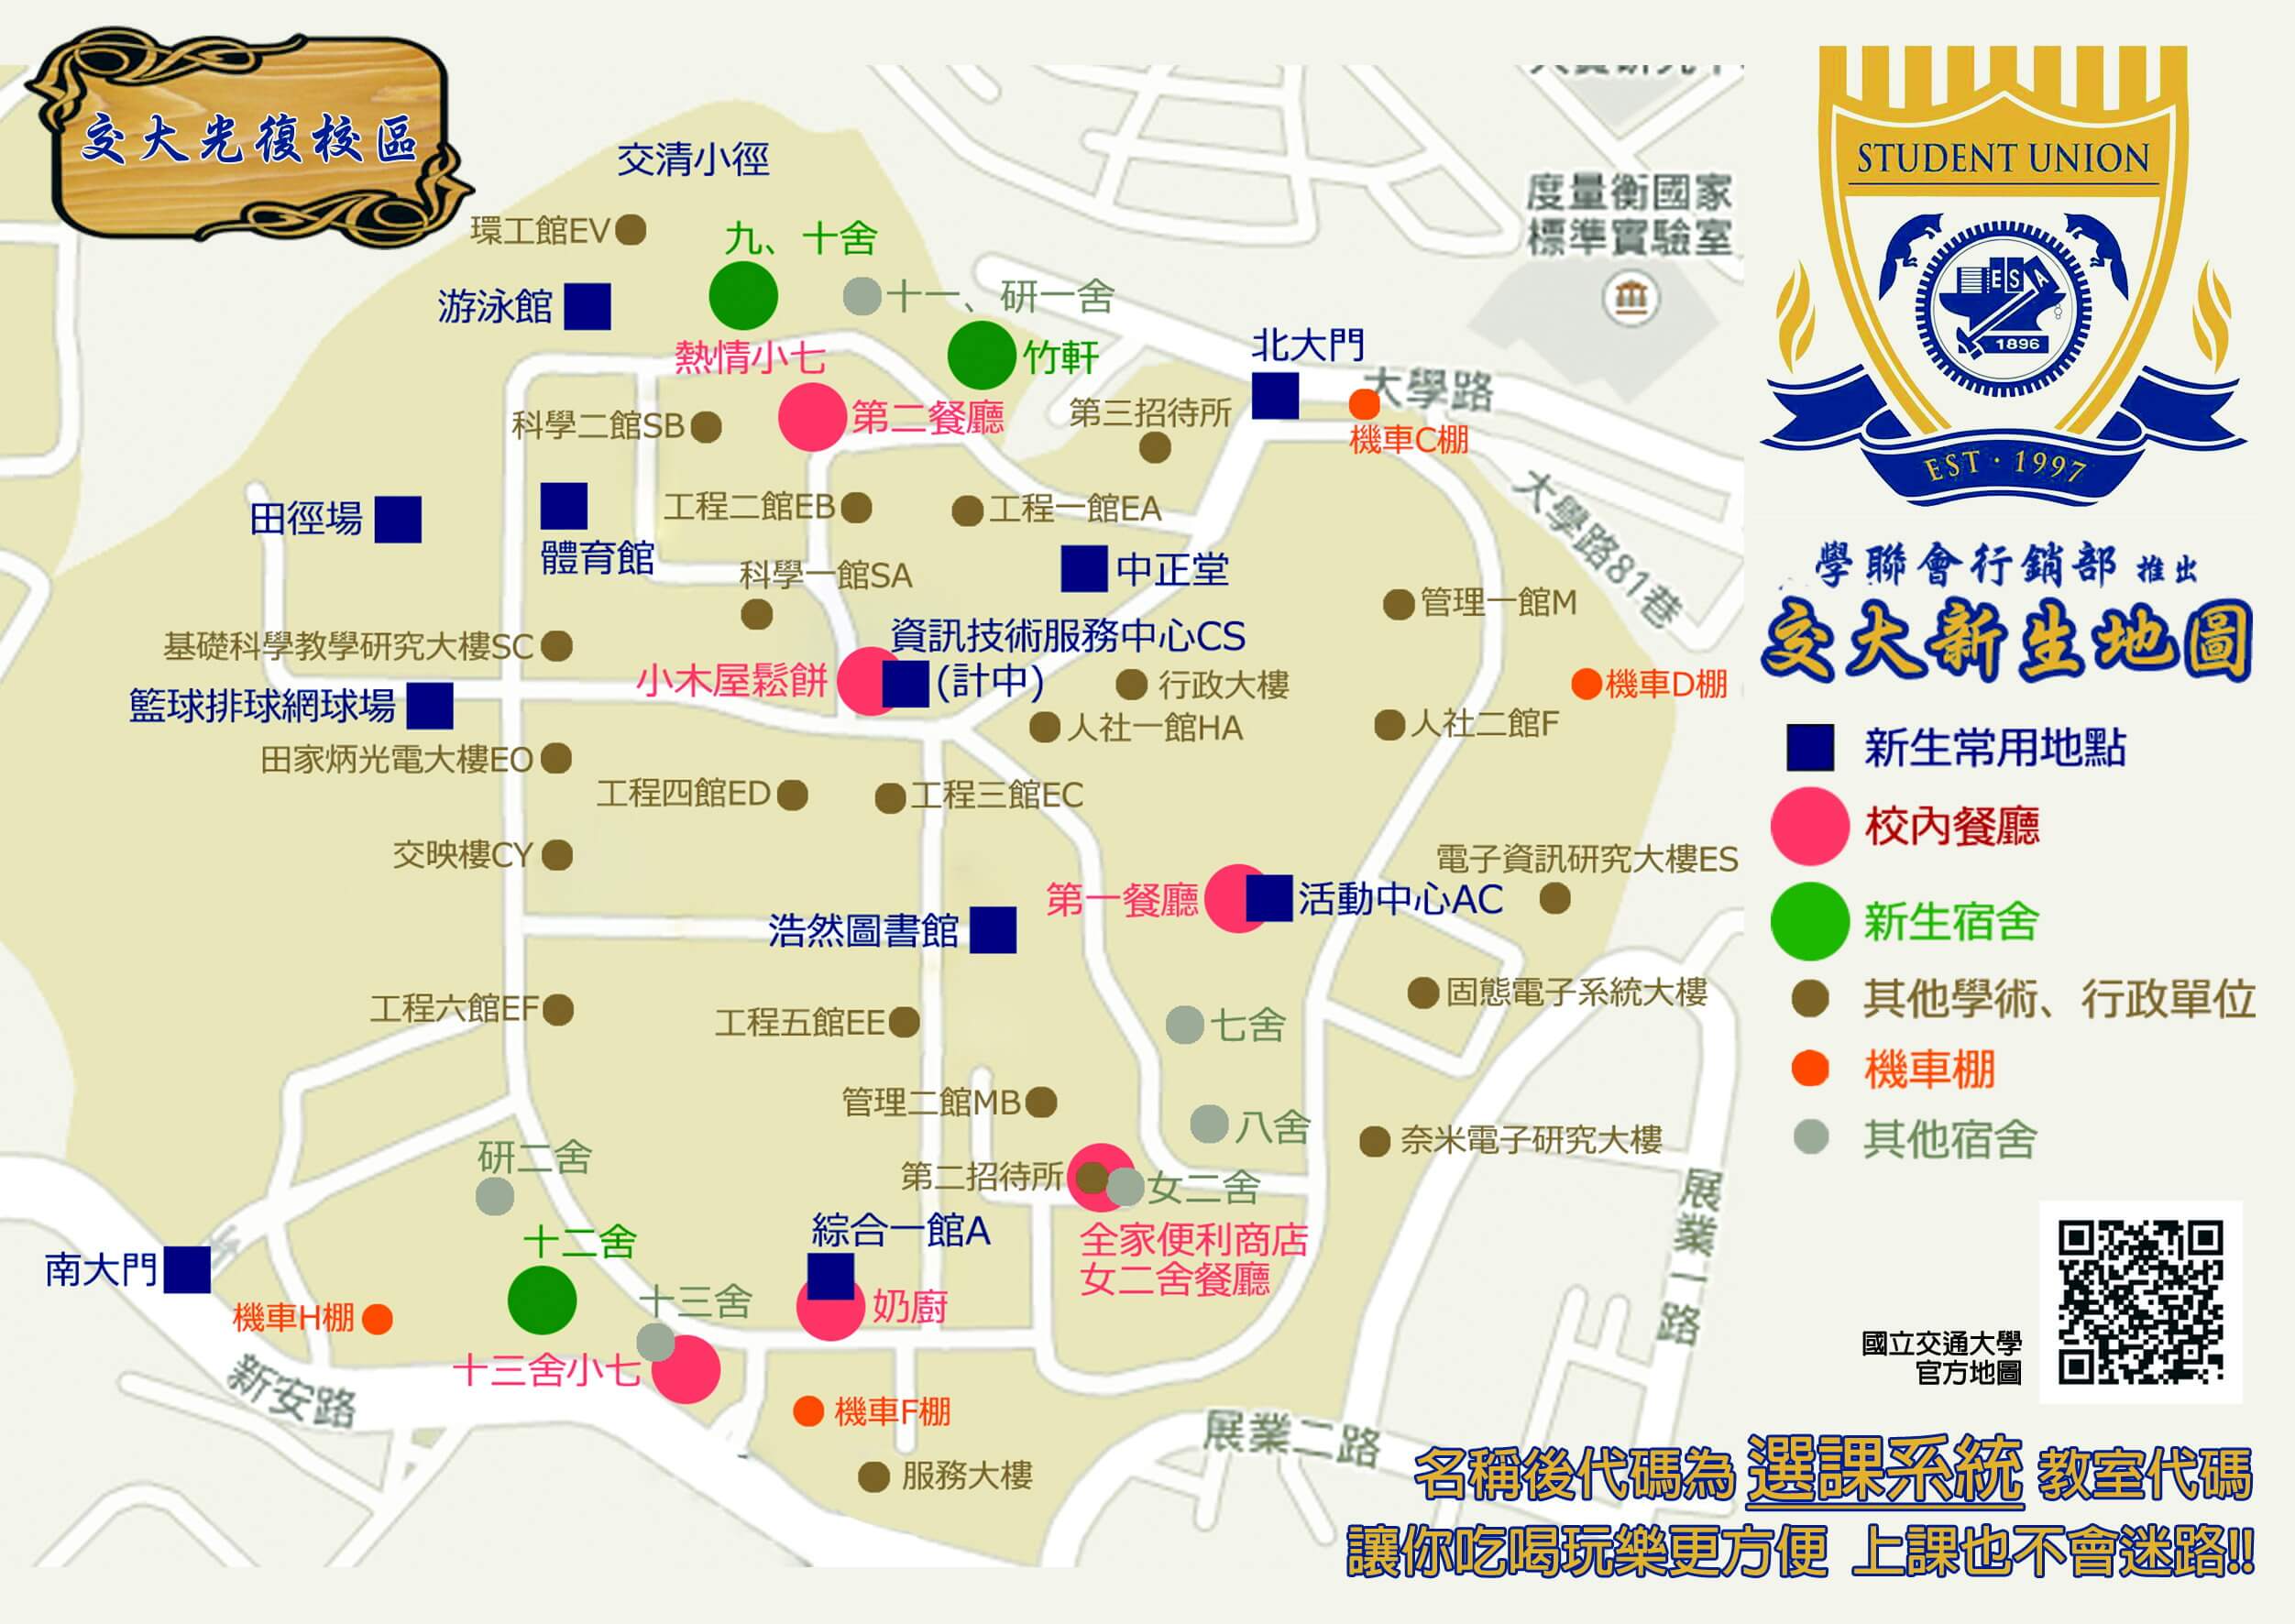 交大光復校區
交清小徑
環工館EV
九、十舍
游泳館
十一、研一舍
度量衡國家
標準實驗室
熱情小七
竹軒
北大門
大學路
科學二館SB
第二餐廳
第三招待所
機車C棚
田徑場
體育館
工程二館EB
工程一館EA
大學路81巷
科學一館SA
中正堂
管理一館M
基礎科學教學研究大樓SC
資訊技術服務中心CS
小木屋鬆餅
(計中)
行政大樓
機車D棚
籃球排球網球場
人社一館HA
人社二館F
田家炳光電大樓EO
工程四館ED
工程三館EC
交映樓CY
電子資訊研究大樓ES
第一餐廳
活動中心AC
浩然圖書館
工程六館EF
工程五館EE
七舍
固態電子系統大樓
管理二館MB
八舍
奈米電子研究大樓
研二舍
第二招待所
女二舍
展業一路
十二舍
綜合一館A
全家便利商店
女二舍餐廳
南大門
機車H棚
十三舍
奶廚
十三舍小七
新安路
機車F棚
展業二路
服務大樓
STUDENT UNION
ESA
1896
EST · 1997
學聯會行銷部 推出
交大新生地圖
新生常用地點
校內餐廳
新生宿舍
其他學術、行政單位
機車棚
其他宿舍
國立交通大學
官方地圖
名稱後代碼為 選課系統 教室代碼
讓你吃喝玩樂更方便 上課也不會迷路!!